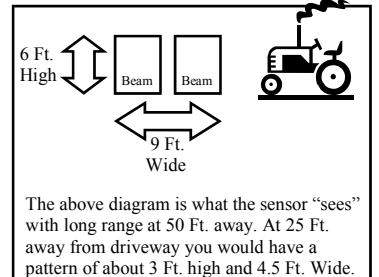 6 Ft.
High
Beam
Beam
9 Ft.
Wide
The above diagram is what the sensor “sees”
with long range at 50 Ft. away. At 25 Ft.
away from driveway you would have a
pattern of about 3 Ft. high and 4.5 Ft. Wide.